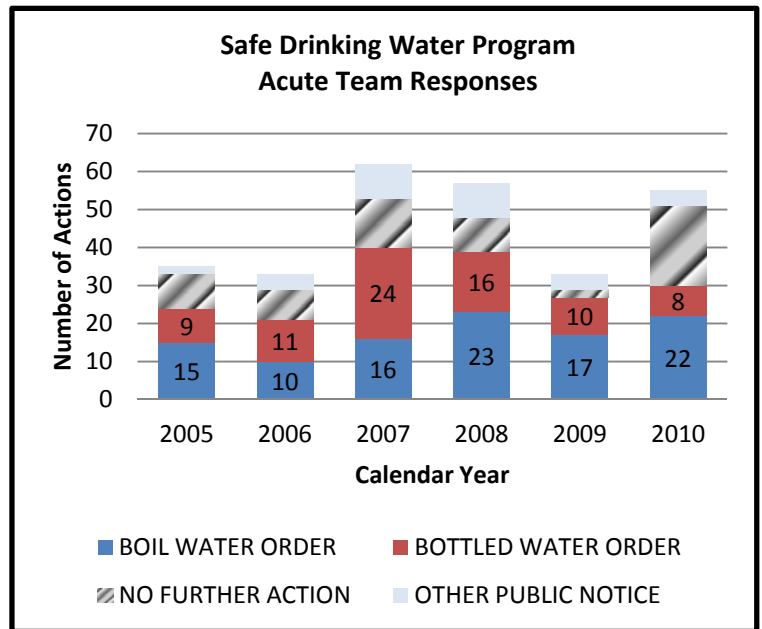 Safe Drinking Water Program
Acute Team Responses
Number of Actions
70
60
50
40
30
20
10
0
9
15
11
10
24
16
16
23
10
17
8
22
2005 2006 2007 2008 2009 2010
Calendar Year
BOIL WATER ORDER BOTTLED WATER ORDER
NO FURTHER ACTION OTHER PUBLIC NOTICE